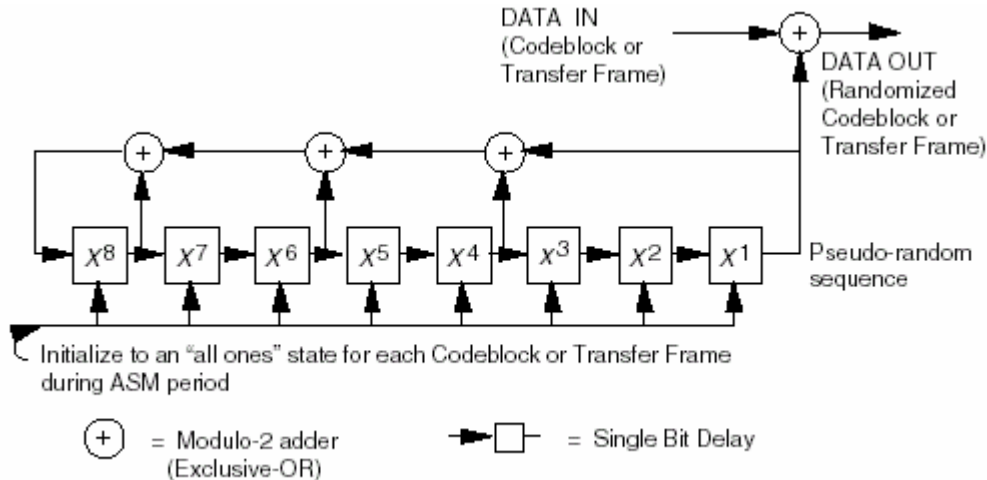 DATA IN
(Codeblock or
Transfer Frame)
+
DATA OUT
(Randomized
Codeblock or
Transfer Frame)
+ + +
X8 X7 X6 X5 X4 X3 X2 X1
Pseudo-random
sequence
Initialize to an “all ones” state for each Codeblock or Transfer Frame
during ASM period
+ = Modulo-2 adder
(Exclusive-OR)
= Single Bit Delay